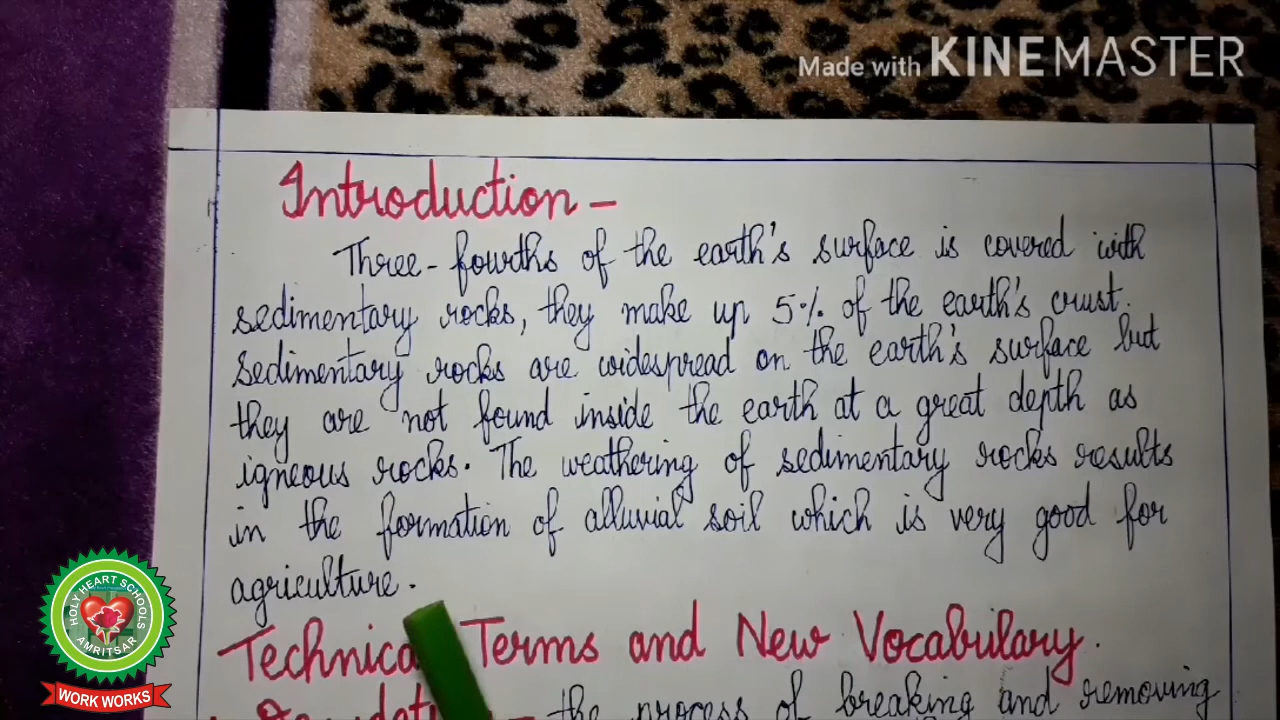 Made with KINEMASTER
Introduction -
Three-fourths of the earth's surface is covered with
sedimentary rocks, they make up 5% of the earth's crust.
Sedimentary rocks are widespread on the earth's surface but
they are not found inside the earth at a great depth as
igneous rocks. The weathering of sedimentary rocks results
in the formation of alluvial soil which is very good for
agriculture.
Terms and New Vocabulary.
- the process of breaking and removing
HOLY HEART SCHOOLS
AMRITSAR
WORK WORKS